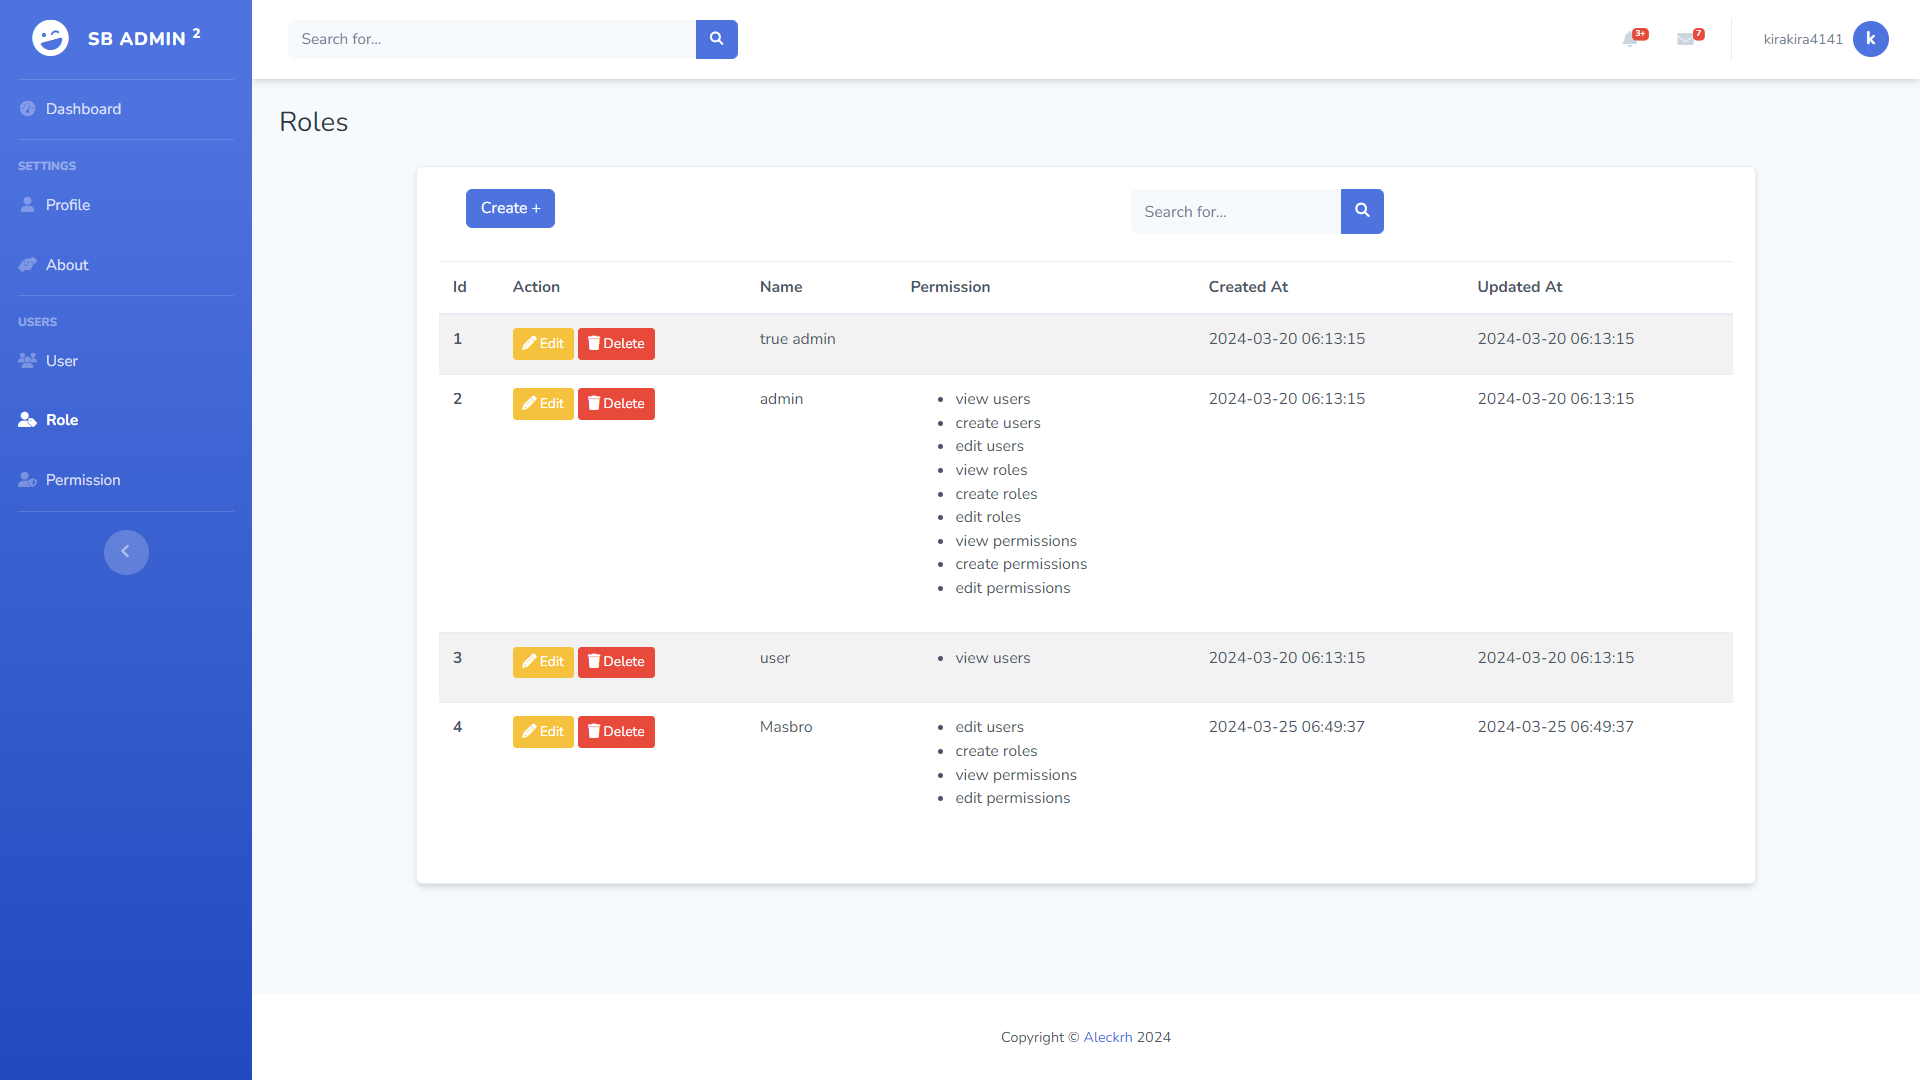 SB ADMIN 2
Search for...
3+
7
kirakira4141
k
Dashboard
SETTINGS
Profile
About
USERS
User
Role
Permission
Roles
Create +
Search for...
Id Action Name Permission Created At Updated At
1 Edit Delete true admin 2024-03-20 06:13:15 2024-03-20 06:13:15
2 Edit Delete admin view users 2024-03-20 06:13:15 2024-03-20 06:13:15
create users
edit users
view roles
create roles
edit roles
view permissions
create permissions
edit permissions
3 Edit Delete user view users 2024-03-20 06:13:15 2024-03-20 06:13:15
4 Edit Delete Masbro edit users 2024-03-25 06:49:37 2024-03-25 06:49:37
create roles
view permissions
edit permissions
Copyright © Aleckrh 2024